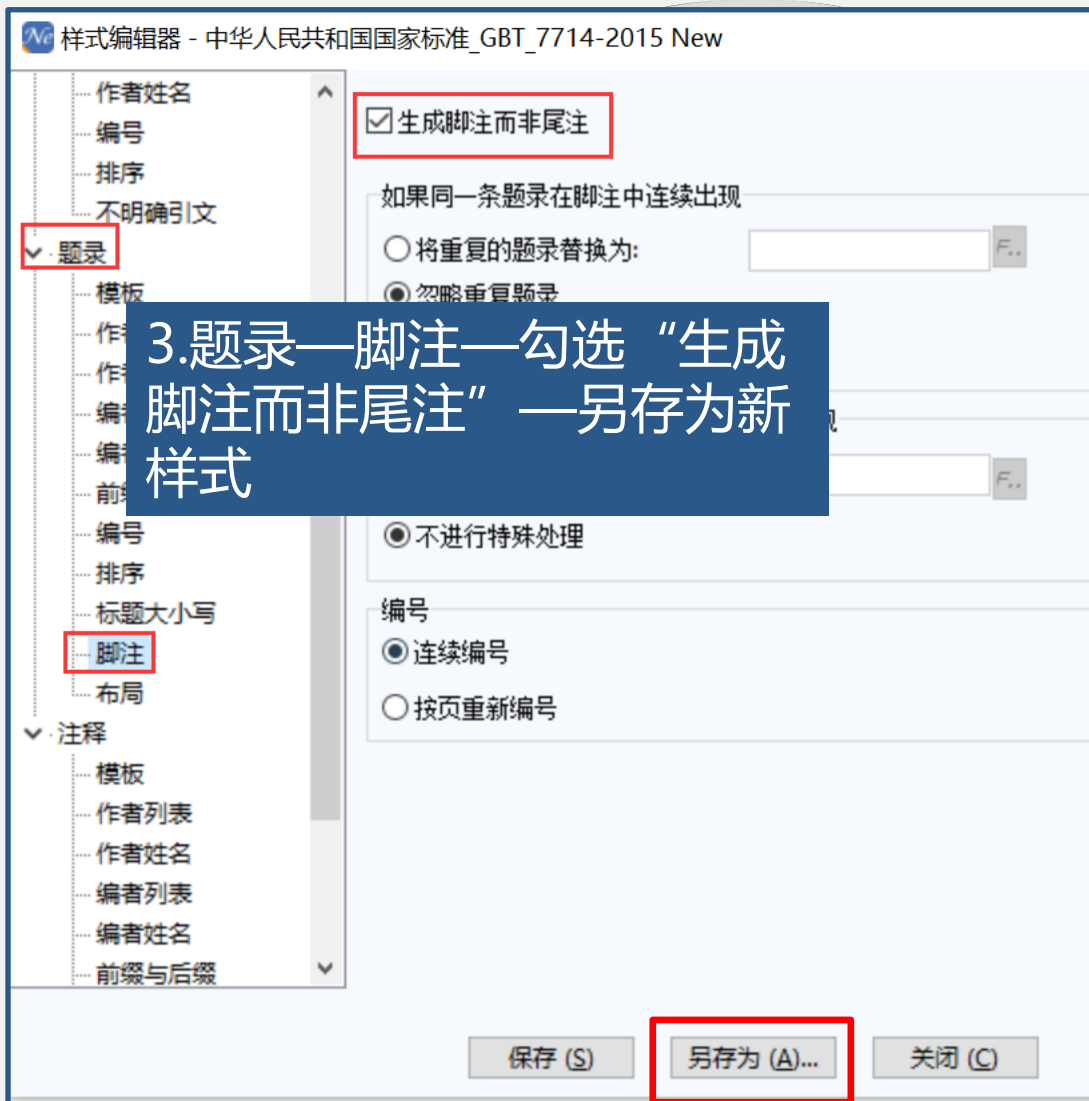 Ne 样式编辑器 - 中华人民共和国国家标准_GBT_7714-2015 New
作者姓名
编号
排序
不明确引文
题录
模板
编号
排序
标题大小写
脚注
布局
注释
模板
作者列表
作者姓名
编者列表
编者姓名
前缀与后缀
生成脚注而非尾注
如果同一条题录在脚注中连续出现
将重复的题录替换为:
F..
忽略重复题录
3.题录—脚注—勾选“生成
脚注而非尾注”—另存为新
样式
F..
不进行特殊处理
编号
连续编号
按页重新编号
保存 (S)
另存为 (A)...
关闭 (C)